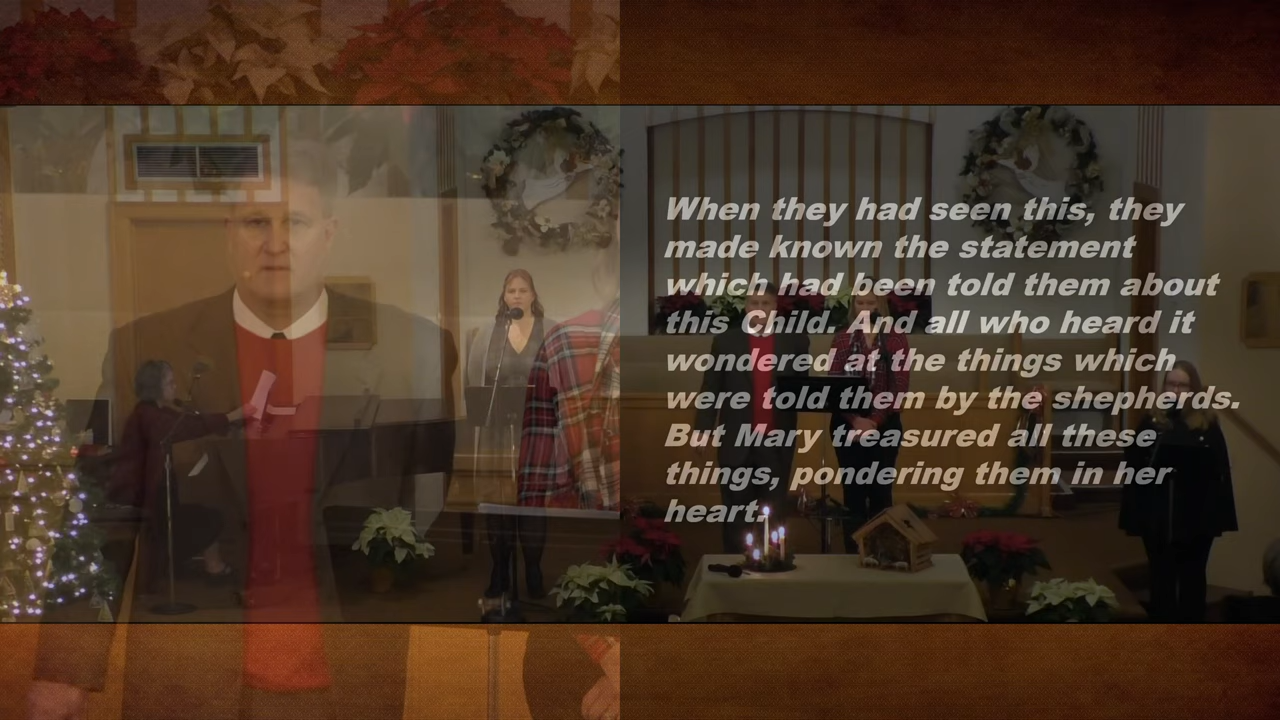 When they had seen this, they
made known the statement
which had been told them about
this Child. And all who heard it
wondered at the things which
were told them by the shepherds.
But Mary treasured all these
things, pondering them in her
heart.